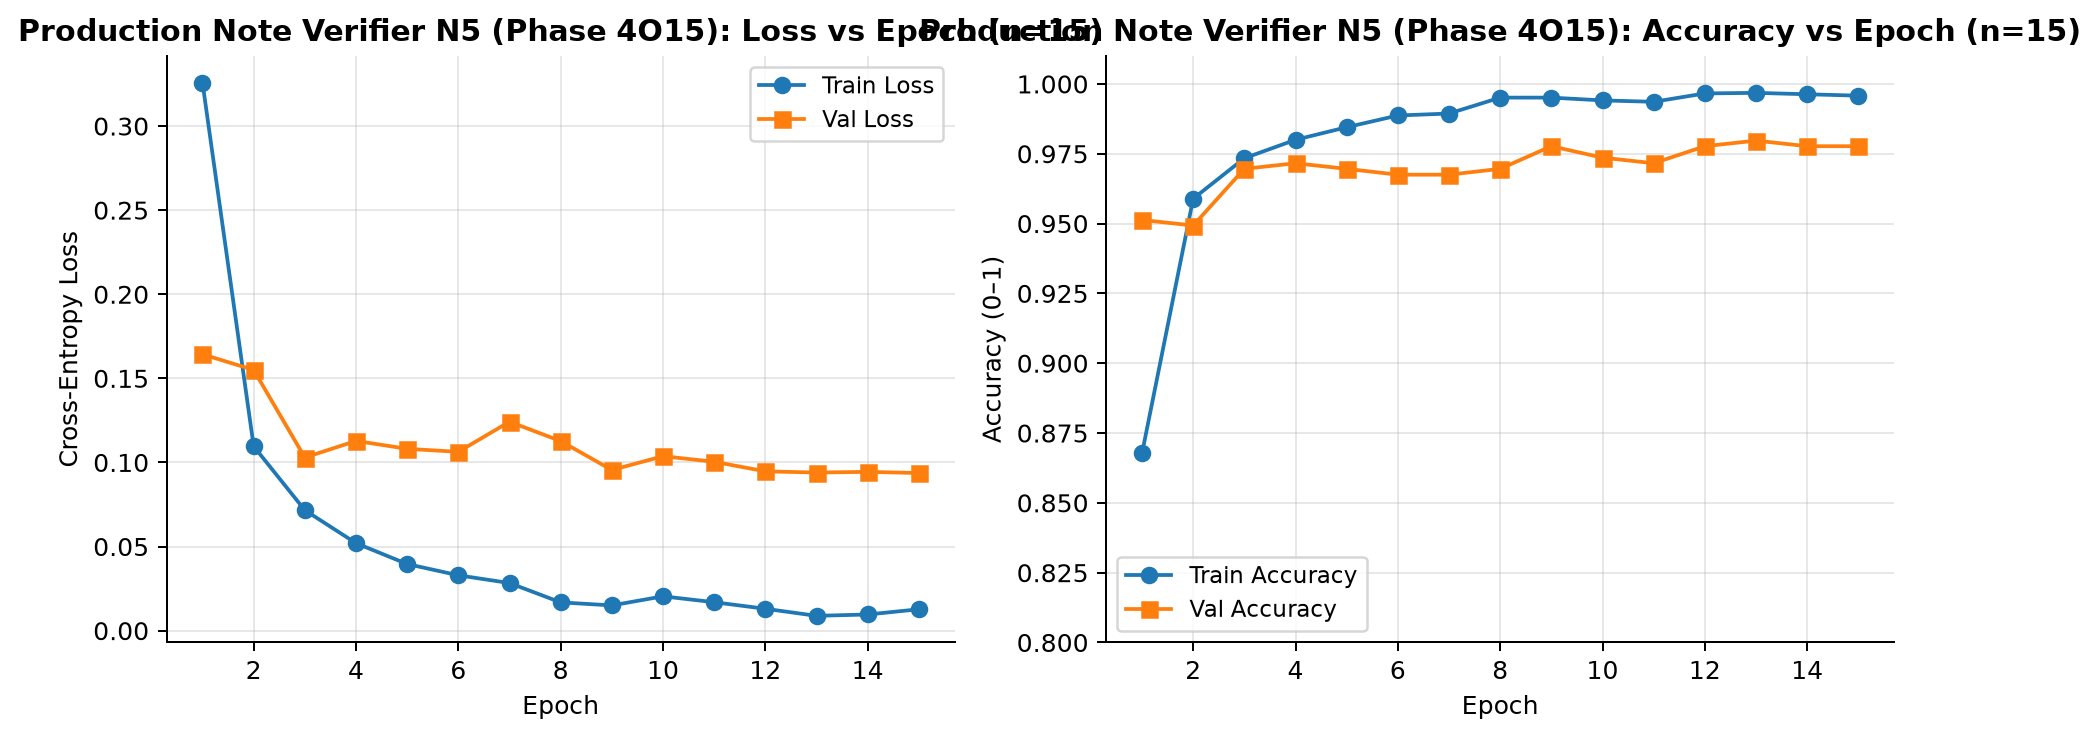 Production Note Verifier N5 (Phase 4O15): Loss vs Epoch (n=15)
0.30
0.25
0.20
0.15
0.10
0.05
0.00
Cross-Entropy Loss
Train Loss
Val Loss
2 4 6 8 10 12 14
Epoch
Production Note Verifier N5 (Phase 4O15): Accuracy vs Epoch (n=15)
1.000
0.975
0.950
0.925
0.900
0.875
0.850
0.825
0.800
Accuracy (0–1)
Train Accuracy
Val Accuracy
2 4 6 8 10 12 14
Epoch